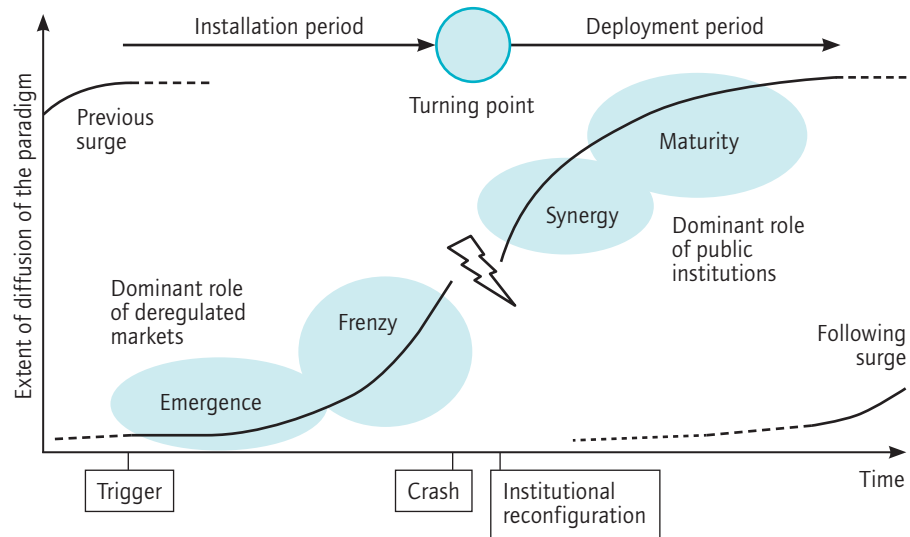 Installation period
Deployment period
Turning point
Extent of diffusion of the paradigm
Previous
surge
Maturity
Synergy
Dominant role
of public
institutions
Dominant role
of deregulated
markets
Frenzy
Emergence
Following
surge
Time
Trigger
Crash
Institutional
reconfiguration